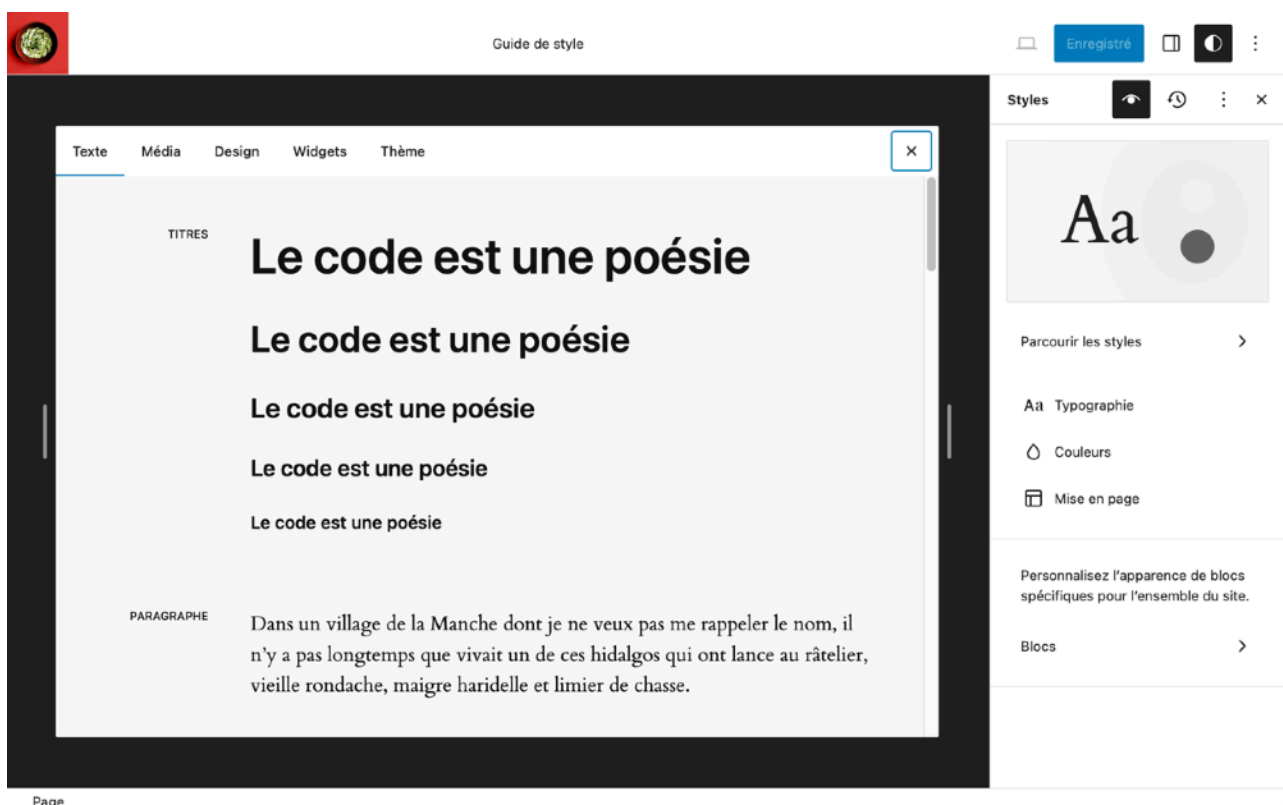 Guide de style
Enregistré
Styles
Texte Média Design Widgets Thème
TITRES
Le code est une poésie
Le code est une poésie
Le code est une poésie
Le code est une poésie
Le code est une poésie
PARAGRAPHE
Dans un village de la Manche dont je ne veux pas me rappeler le nom, il
n'y a pas longtemps que vivait un de ces hidalgos qui ont lance au râtelier,
vieille rondache, maigre haridelle et limier de chasse.
Aa
Parcourir les styles
Aa Typographie
Couleurs
Mise en page
Personnalisez l'apparence de blocs
spécifiques pour l'ensemble du site.
Blocs
Page